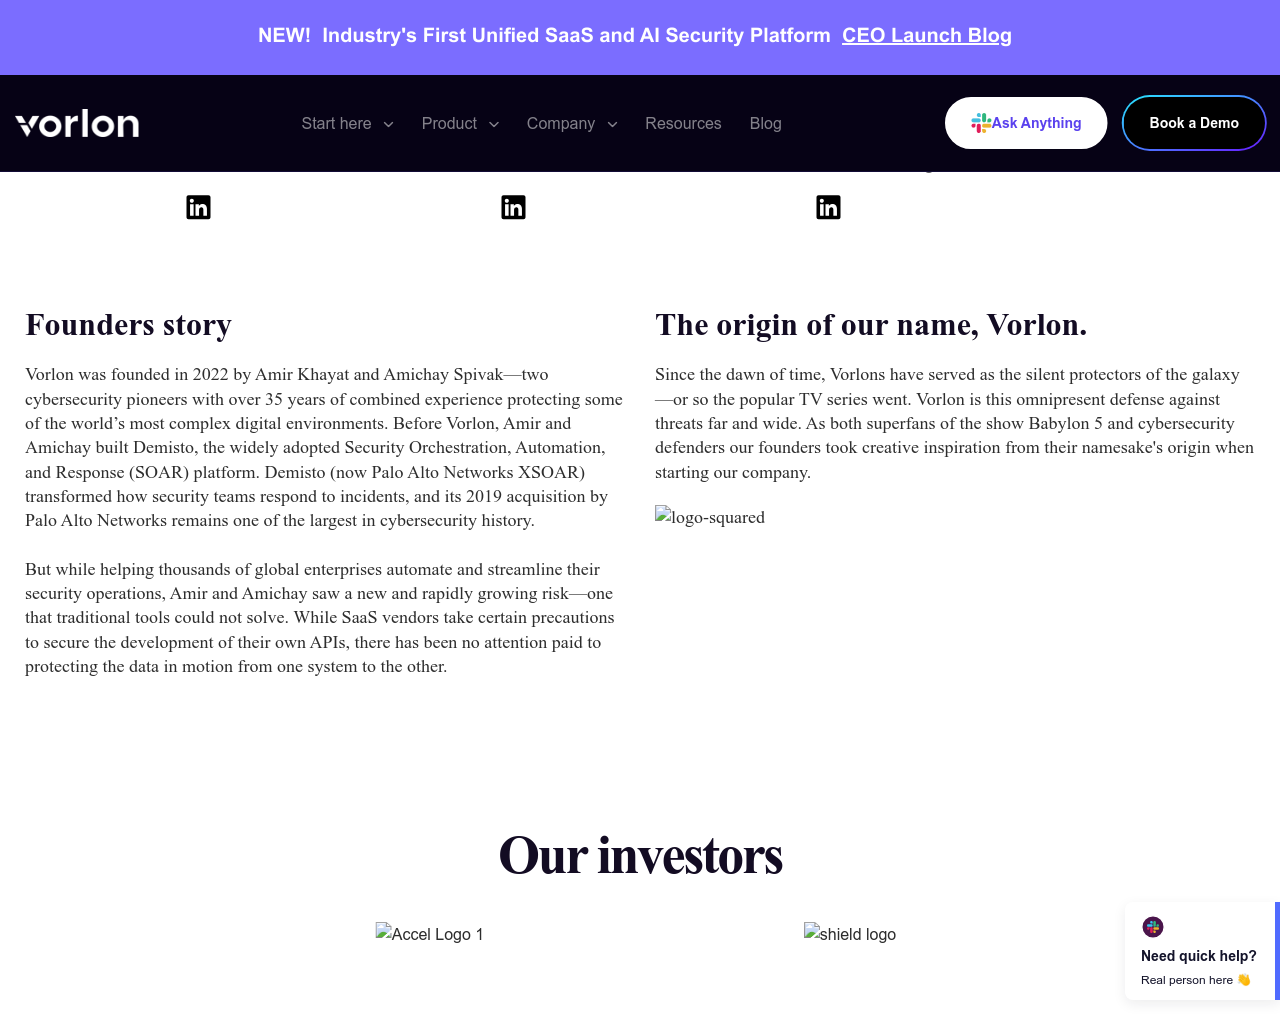 NEW!  Industry's First Unified SaaS and AI Security Platform  CEO Launch Blog
vorlon
Start here
Product
Company
Resources
Blog
Ask Anything
Book a Demo
in
in
in
Founders story
Vorlon was founded in 2022 by Amir Khayat and Amichay Spivak—two
cybersecurity pioneers with over 35 years of combined experience protecting some
of the world’s most complex digital environments. Before Vorlon, Amir and
Amichay built Demisto, the widely adopted Security Orchestration, Automation,
and Response (SOAR) platform. Demisto (now Palo Alto Networks XSOAR)
transformed how security teams respond to incidents, and its 2019 acquisition by
Palo Alto Networks remains one of the largest in cybersecurity history.
But while helping thousands of global enterprises automate and streamline their
security operations, Amir and Amichay saw a new and rapidly growing risk—one
that traditional tools could not solve. While SaaS vendors take certain precautions
to secure the development of their own APIs, there has been no attention paid to
protecting the data in motion from one system to the other.
The origin of our name, Vorlon.
Since the dawn of time, Vorlons have served as the silent protectors of the galaxy
—or so the popular TV series went. Vorlon is this omnipresent defense against
threats far and wide. As both superfans of the show Babylon 5 and cybersecurity
defenders our founders took creative inspiration from their namesake's origin when
starting our company.
logo-squared
Our investors
Accel Logo 1
shield logo
Need quick help?
Real person here 👋